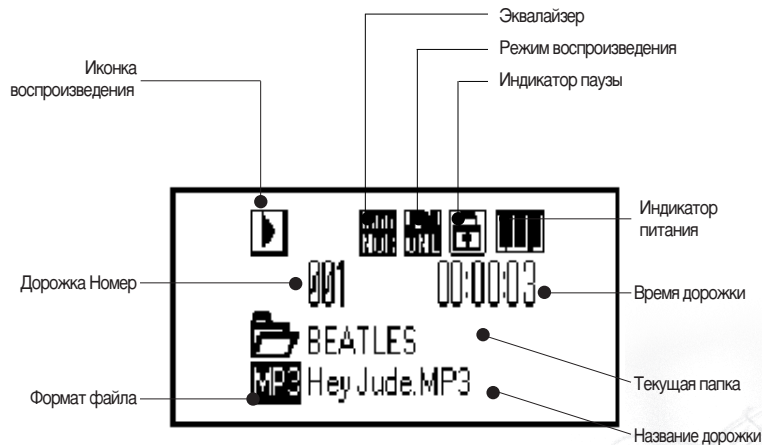 Эквалайзер
Режим воспроизведения
Индикатор паузы
Иконка
воспроизведения
Индикатор
питания
Дорожка Номер
001
00:00:03
Время дорожки
BEATLES
Текущая папка
MP3 Hey Jude.MP3
Формат файла
Название дорожки